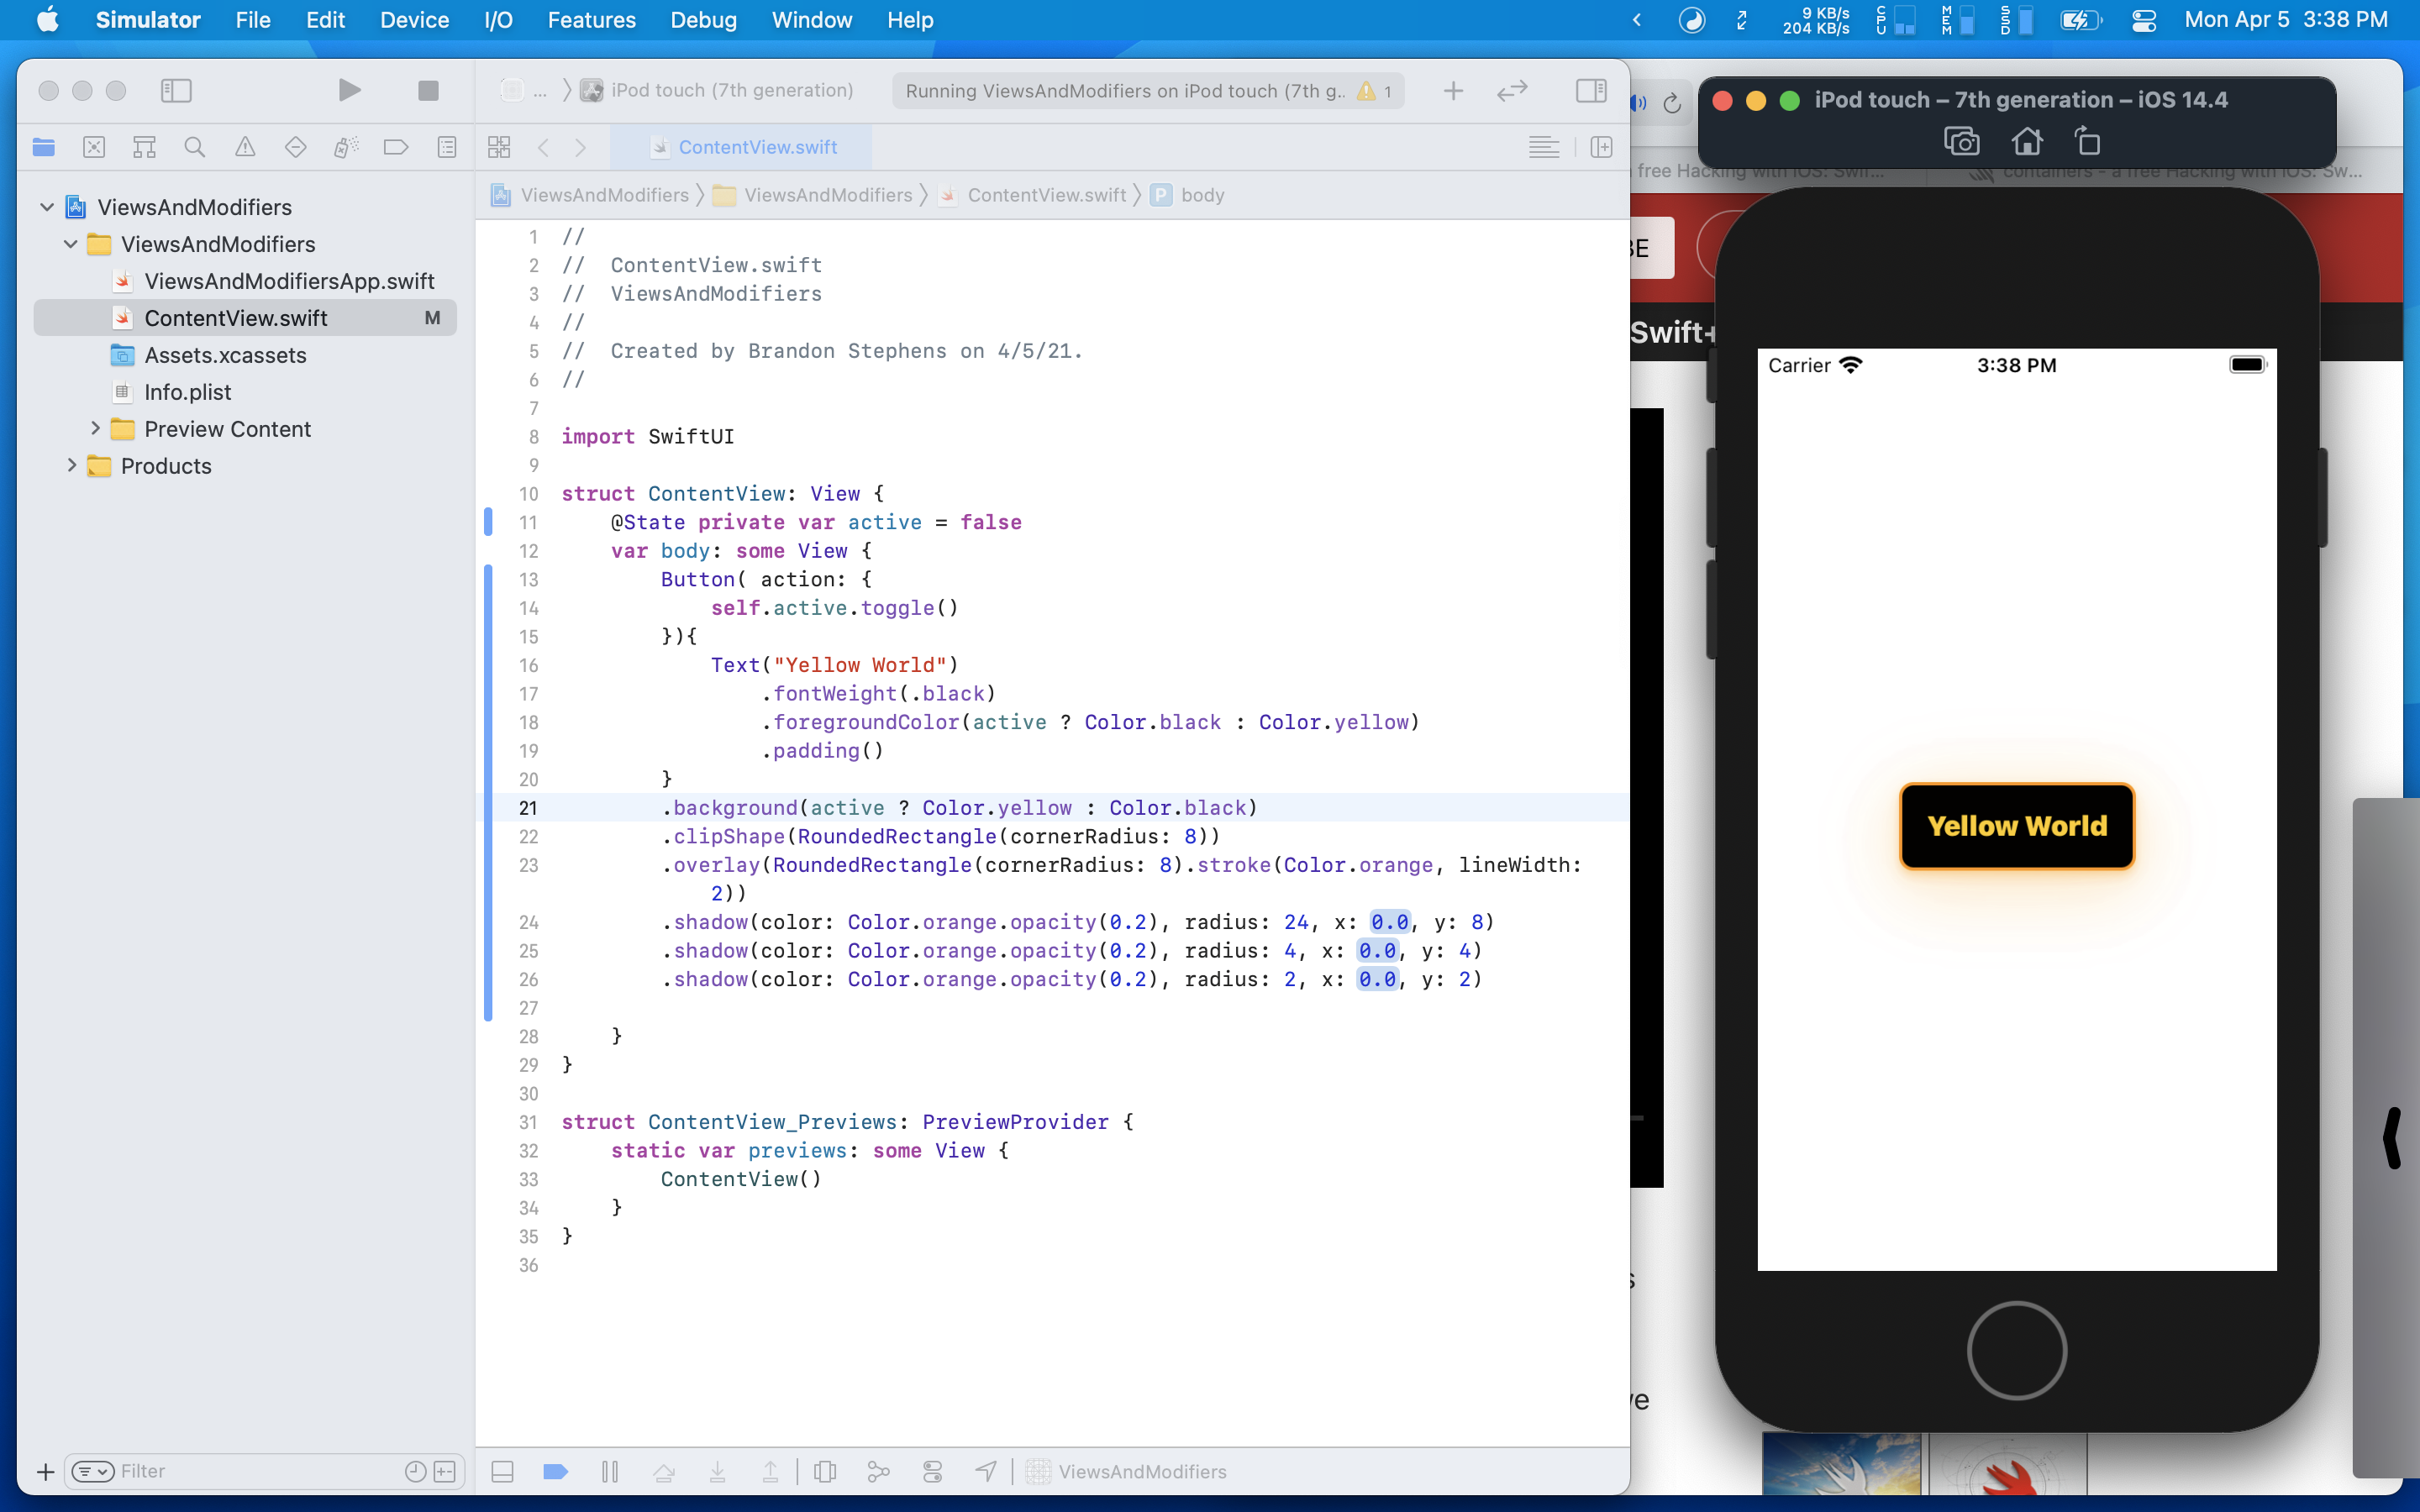 Simulator File Edit Device I/O Features Debug Window Help
9 KB/s
204 KB/s
CPU MEM SSD
Mon Apr 5 3:38 PM
... iPod touch (7th generation)
Running ViewsAndModifiers on iPod touch (7th g.. 1
ContentView.swift
ViewsAndModifiers ViewsAndModifiers ContentView.swift P body
ViewsAndModifiers
ViewsAndModifiers
ViewsAndModifiersApp.swift
ContentView.swift M
Assets.xcassets
Info.plist
Preview Content
Products
Filter
1 //
2 //  ContentView.swift
3 //  ViewsAndModifiers
4 //
5 //  Created by Brandon Stephens on 4/5/21.
6 //
7
8 import SwiftUI
9
10 struct ContentView: View {
11     @State private var active = false
12     var body: some View {
13         Button( action: {
14             self.active.toggle()
15         }){
16             Text("Yellow World")
17                 .fontWeight(.black)
18                 .foregroundColor(active ? Color.black : Color.yellow)
19                 .padding()
20         }
21         .background(active ? Color.yellow : Color.black)
22         .clipShape(RoundedRectangle(cornerRadius: 8))
23         .overlay(RoundedRectangle(cornerRadius: 8).stroke(Color.orange, lineWidth:
            2))
24         .shadow(color: Color.orange.opacity(0.2), radius: 24, x: 0.0, y: 8)
25         .shadow(color: Color.orange.opacity(0.2), radius: 4, x: 0.0, y: 4)
26         .shadow(color: Color.orange.opacity(0.2), radius: 2, x: 0.0, y: 2)
27
28     }
29 }
30
31 struct ContentView_Previews: PreviewProvider {
32     static var previews: some View {
33         ContentView()
34     }
35 }
36
ViewsAndModifiers
iPod touch – 7th generation – iOS 14.4
free Hacking with iOS: Swif...
containers - a free Hacking with iOS: Sw...
BE
Swift+
Carrier 3:38 PM
Yellow World